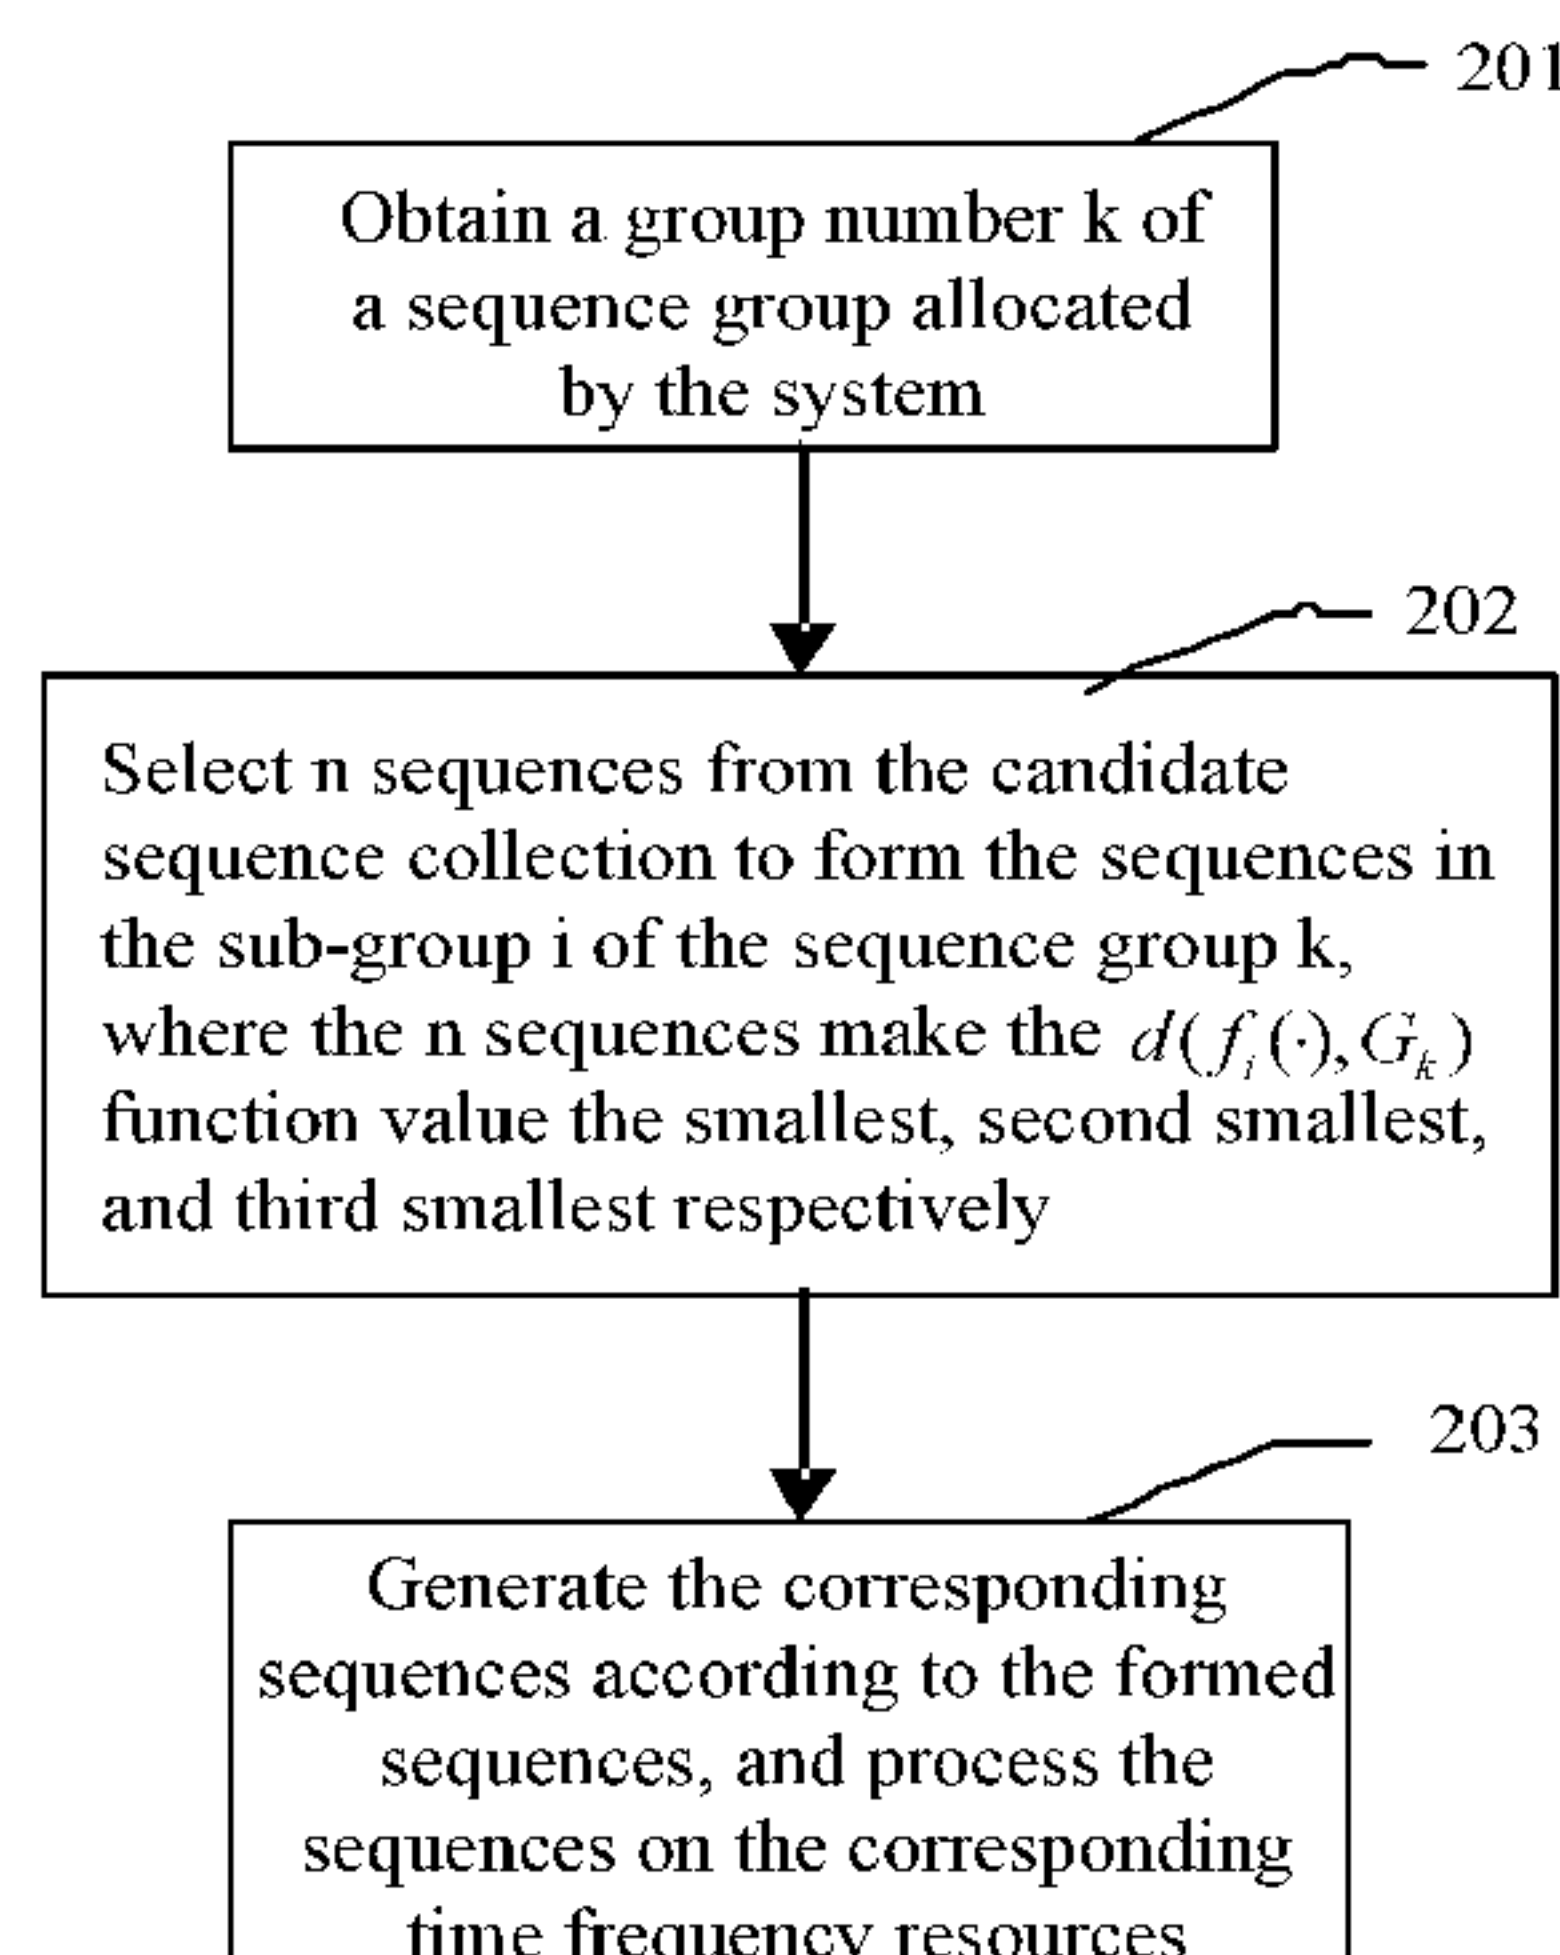 201
Obtain a group number k of
a sequence group allocated
by the system
202
Select n sequences from the candidate
sequence collection to form the sequences in
the sub-group i of the sequence group k,
where the n sequences make the d(f_i(·), G_k)
function value the smallest, second smallest,
and third smallest respectively
203
Generate the corresponding
sequences according to the formed
sequences, and process the
sequences on the corresponding
time frequency resources